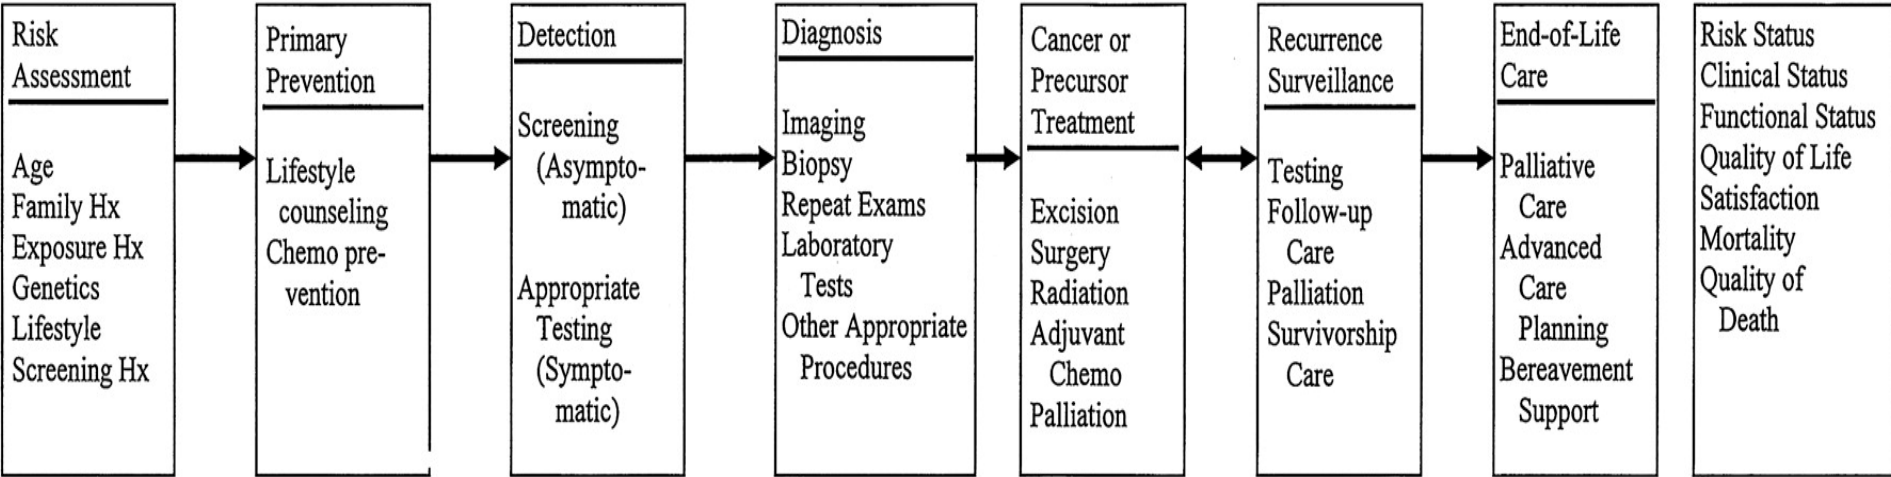 Risk
Assessment
Age
Family Hx
Exposure Hx
Genetics
Lifestyle
Screening Hx
Primary
Prevention
Lifestyle
counseling
Chemo pre-
vention
Detection
Screening
(Asympto-
matic)
Appropriate
Testing
(Sympto-
matic)
Diagnosis
Imaging
Biopsy
Repeat Exams
Laboratory
Tests
Other Appropriate
Procedures
Cancer or
Precursor
Treatment
Excision
Surgery
Radiation
Adjuvant
Chemo
Palliation
Recurrence
Surveillance
Testing
Follow-up
Care
Palliation
Survivorship
Care
End-of-Life
Care
Palliative
Care
Advanced
Care
Planning
Bereavement
Support
Risk Status
Clinical Status
Functional Status
Quality of Life
Satisfaction
Mortality
Quality of
Death